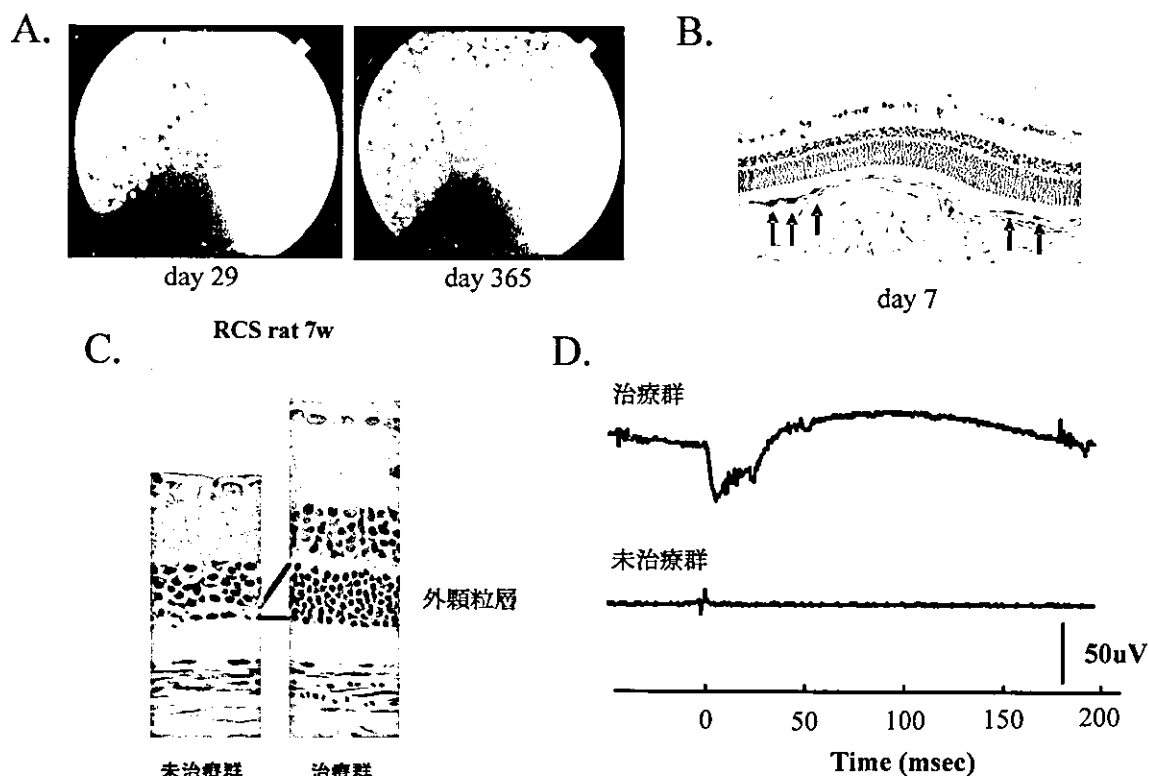 A.
B.
day 29
day 365
day 7
RCS rat 7w
C.
D.
治療群
未治療群
外顆粒層
50uV
0
50
100
150
200
Time (msec)
未治療群
治療群